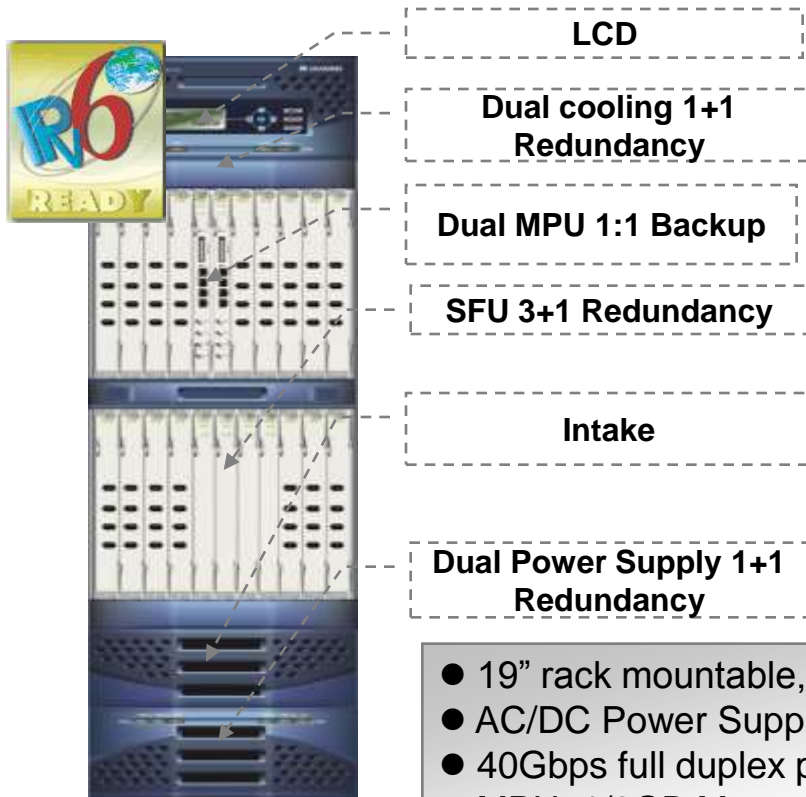 LCD
IPv6
READY
Dual cooling 1+1
Redundancy
Dual MPU 1:1 Backup
SFU 3+1 Redundancy
Intake
Dual Power Supply 1+1
Redundancy
● 19” rack mountable,
● AC/DC Power Suppl
● 40Gbps full duplex p